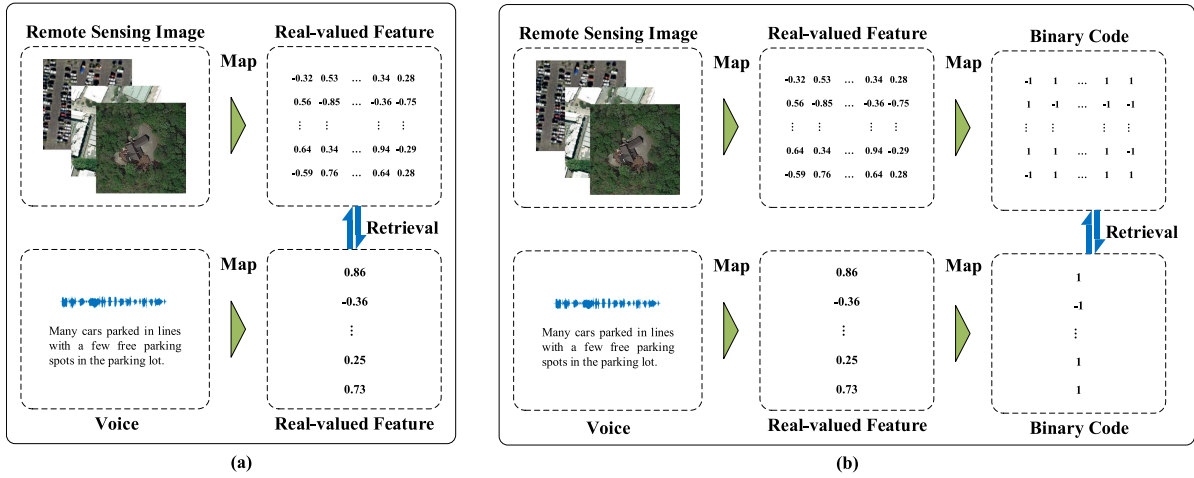 Remote Sensing Image
Map
Real-valued Feature
-0.32 0.53 ... 0.34 0.28
0.56 -0.85 ... -0.36 -0.75
⋮ ⋮ ⋮ ⋮
0.64 0.34 ... 0.94 -0.29
-0.59 0.76 ... 0.64 0.28
Retrieval
Map
Many cars parked in lines
with a few free parking
spots in the parking lot.
0.86
-0.36
⋮
0.25
0.73
Voice
Real-valued Feature
(a)
Remote Sensing Image
Map
Real-valued Feature
Map
Binary Code
-0.32 0.53 ... 0.34 0.28
0.56 -0.85 ... -0.36 -0.75
⋮ ⋮ ⋮ ⋮
0.64 0.34 ... 0.94 -0.29
-0.59 0.76 ... 0.64 0.28
-1 1 ... 1 1
1 -1 ... -1 -1
⋮ ⋮ ⋮ ⋮
1 1 ... 1 -1
-1 1 ... 1 1
Retrieval
Map
Map
Many cars parked in lines
with a few free parking
spots in the parking lot.
0.86
-0.36
⋮
0.25
0.73
1
-1
⋮
1
1
Voice
Real-valued Feature
Binary Code
(b)